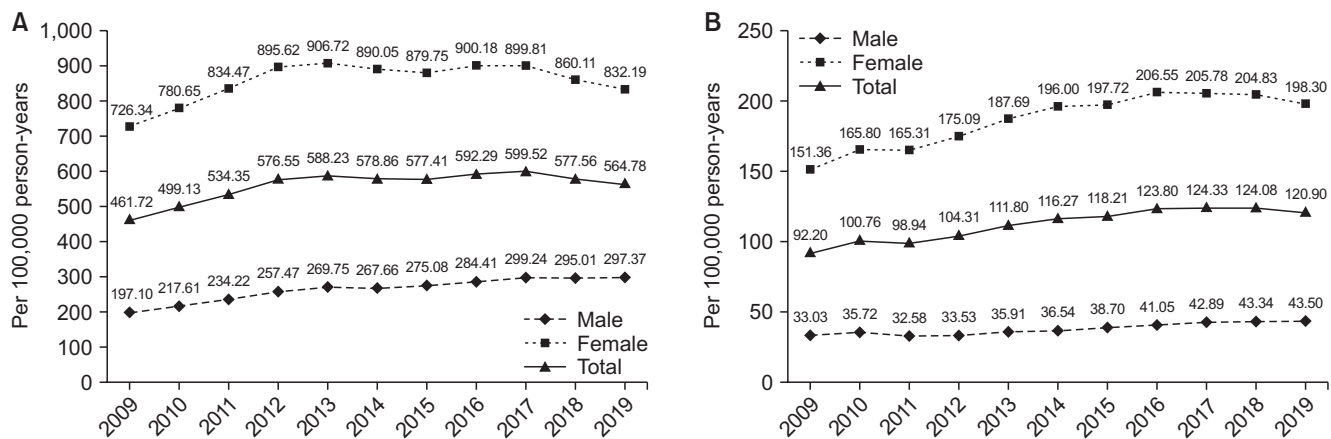 A
Per 100,000 person-years
1,000
900
800
700
600
500
400
300
200
100
0
726.34 780.65 834.47 895.62 906.72 890.05 879.75 900.18 899.81 860.11 832.19
461.72 499.13 534.35 576.55 588.23 578.86 577.41 592.29 599.52 577.56 564.78
197.10 217.61 234.22 257.47 269.75 267.66 275.08 284.41 299.24 295.01 297.37
Male
Female
Total
2009 2010 2011 2012 2013 2014 2015 2016 2017 2018 2019
B
Per 100,000 person-years
250
200
150
100
50
0
Male
Female
Total
151.36 165.80 165.31 175.09 187.69 196.00 197.72 206.55 205.78 204.83 198.30
92.20 100.76 98.94 104.31 111.80 116.27 118.21 123.80 124.33 124.08 120.90
33.03 35.72 32.58 33.53 35.91 36.54 38.70 41.05 42.89 43.34 43.50
2009 2010 2011 2012 2013 2014 2015 2016 2017 2018 2019